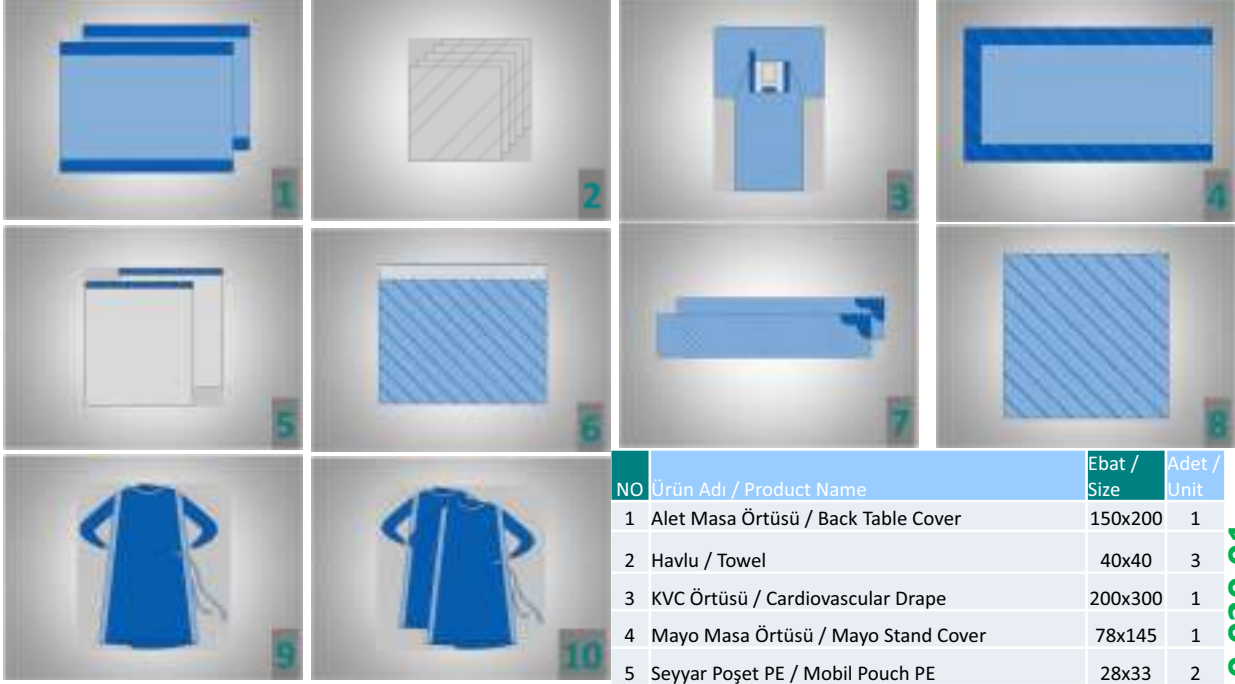 1
2
3
4
5
6
7
8
9
10
NO Ürün Adı / Product Name Ebat / Size Adet / Unit
1 Alet Masa Örtüsü / Back Table Cover 150x200 1
2 Havlu / Towel 40x40 3
3 KVC Örtüsü / Cardiovascular Drape 200x300 1
4 Mayo Masa Örtüsü / Mayo Stand Cover 78x145 1
5 Seyyar Poşet PE / Mobil Pouch PE 28x33 2